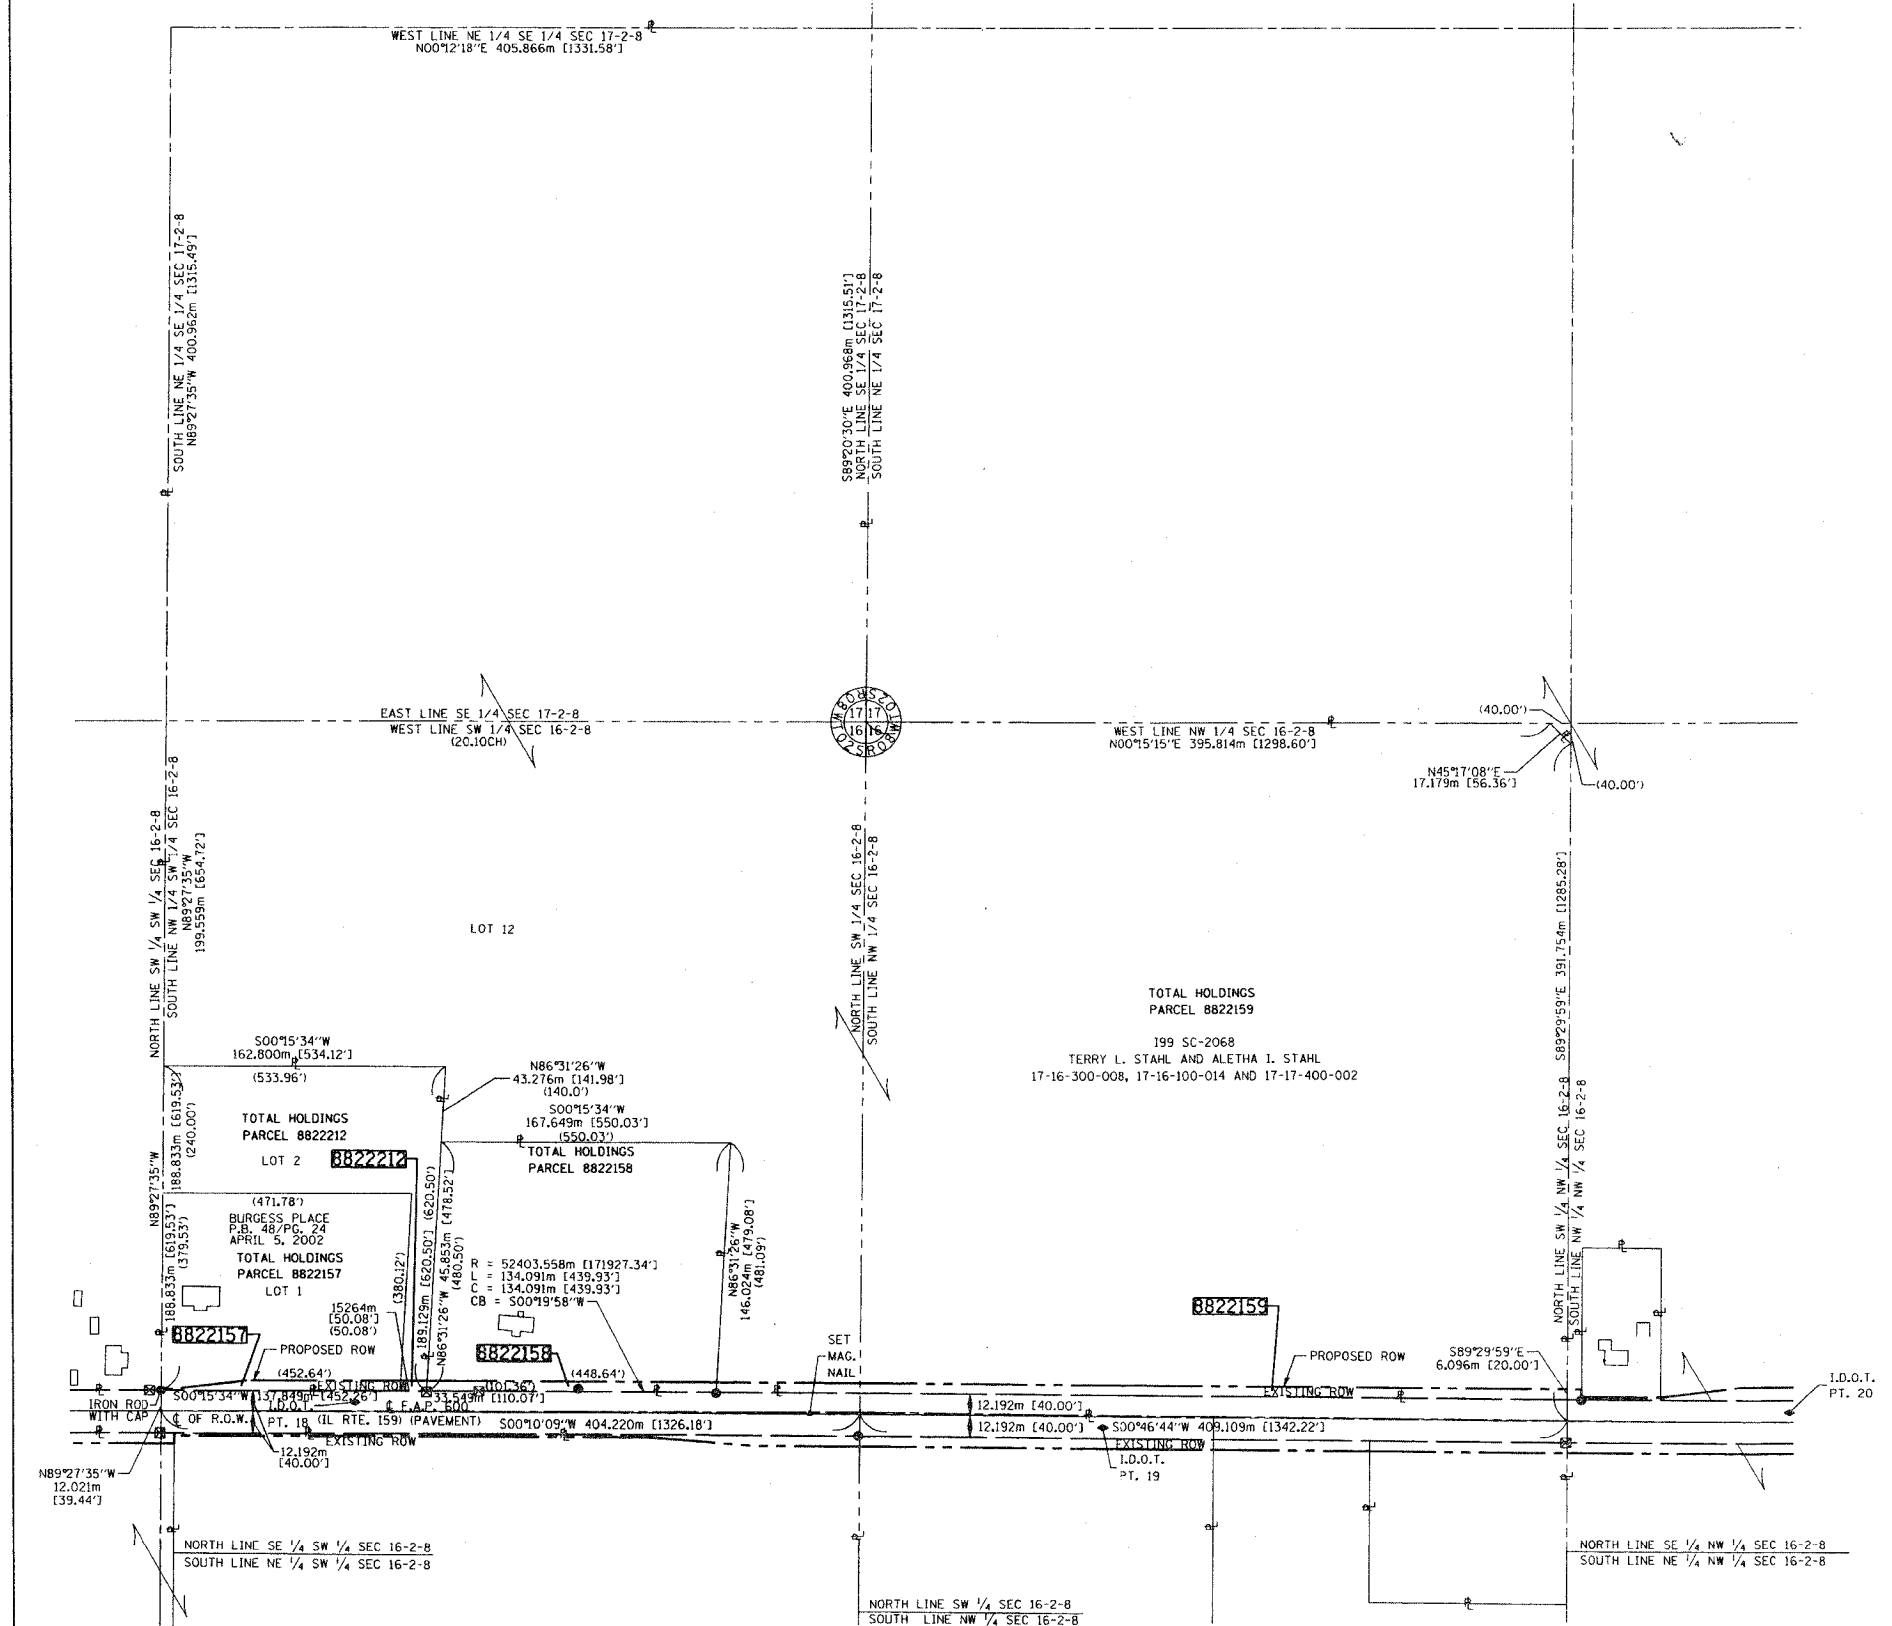 WEST LINE NE 1/4 SE 1/4 SEC 17-2-8
N00°12'18"E 405.866m [1331.58']
SOUTH LINE NE 1/4 SE 1/4 SEC 17-2-8
N89°27'35"W 400.962m [1315.49']
S89°20'30"E 400.968m [1315.51']
NORTH LINE SE 1/4 SEC 17-2-8
SOUTH LINE NE 1/4 SEC 17-2-8
EAST LINE SE 1/4 SEC 17-2-8
WEST LINE SW 1/4 SEC 16-2-8
(20.10CH)
T02SR08W
17 17
16 16
T02SR08W
WEST LINE NW 1/4 SEC 16-2-8
N00°15'15"E 395.814m [1298.60']
(40.00')
N45°17'08"E
17.179m [56.36']
(40.00')
NORTH LINE SW 1/4 SW 1/4 SEC 16-2-8
SOUTH LINE NW 1/4 SW 1/4 SEC 16-2-8
N89°27'35"W
199.559m [654.72']
LOT 12
NORTH LINE SW 1/4 SEC 16-2-8
SOUTH LINE NW 1/4 SEC 16-2-8
S89°29'59"E 391.754m [1285.28']
NORTH LINE SW 1/4 NW 1/4 SEC 16-2-8
SOUTH LINE NW 1/4 NW 1/4 SEC 16-2-8
TOTAL HOLDINGS
PARCEL 8822159
199 SC-2068
TERRY L. STAHL AND ALETHA I. STAHL
17-16-300-008, 17-16-100-014 AND 17-17-400-002
S00°15'34"W
162.800m [534.12']
(533.96')
N86°31'26"W
43.276m [141.98']
(140.0')
S00°15'34"W
167.649m [550.03']
(550.03')
TOTAL HOLDINGS
PARCEL 8822158
TOTAL HOLDINGS
PARCEL 8822212
LOT 2
8822212
N89°27'35"W
188.833m [619.53']
(240.00')
188.833m [619.53']
(379.53')
(471.78')
BURGESS PLACE
P.B. 48/PG. 24
APRIL 5, 2002
TOTAL HOLDINGS
PARCEL 8822157
LOT 1
(380.12')
189.129m [620.50'] (620.50')
N86°31'26"W 45.853m [478.52']
(480.50')
R = 52403.558m [171927.34']
L = 134.091m [439.93']
C = 134.091m [439.93']
CB = S00°19'58"W
N86°31'26"W
146.024m [479.08']
(481.09')
15264m
[50.08']
(50.08')
8822157
PROPOSED ROW
8822158
8822159
PROPOSED ROW
SET
MAG.
NAIL
S89°29'59"E
6.096m [20.00']
(452.64')
(448.64')
EXISTING ROW
(101.36')
EXISTING ROW
S00°15'34"W 137.849m [452.26']
33.549m [110.07']
I.D.O.T.
PT. 18
℄ F.A.P. 600
(IL RTE. 159) (PAVEMENT)
IRON ROD
WITH CAP
℄ OF R.O.W.
S00°10'09"W 404.220m [1326.18']
12.192m [40.00']
12.192m [40.00']
S00°46'44"W 409.109m [1342.22']
I.D.O.T.
PT. 20
EXISTING ROW
EXISTING ROW
12.192m
[40.00']
I.D.O.T.
PT. 19
N89°27'35"W
12.021m
[39.44']
NORTH LINE SE 1/4 SW 1/4 SEC 16-2-8
SOUTH LINE NE 1/4 SW 1/4 SEC 16-2-8
NORTH LINE SE 1/4 NW 1/4 SEC 16-2-8
SOUTH LINE NE 1/4 NW 1/4 SEC 16-2-8
NORTH LINE SW 1/4 SEC 16-2-8
SOUTH LINE NW 1/4 SEC 16-2-8